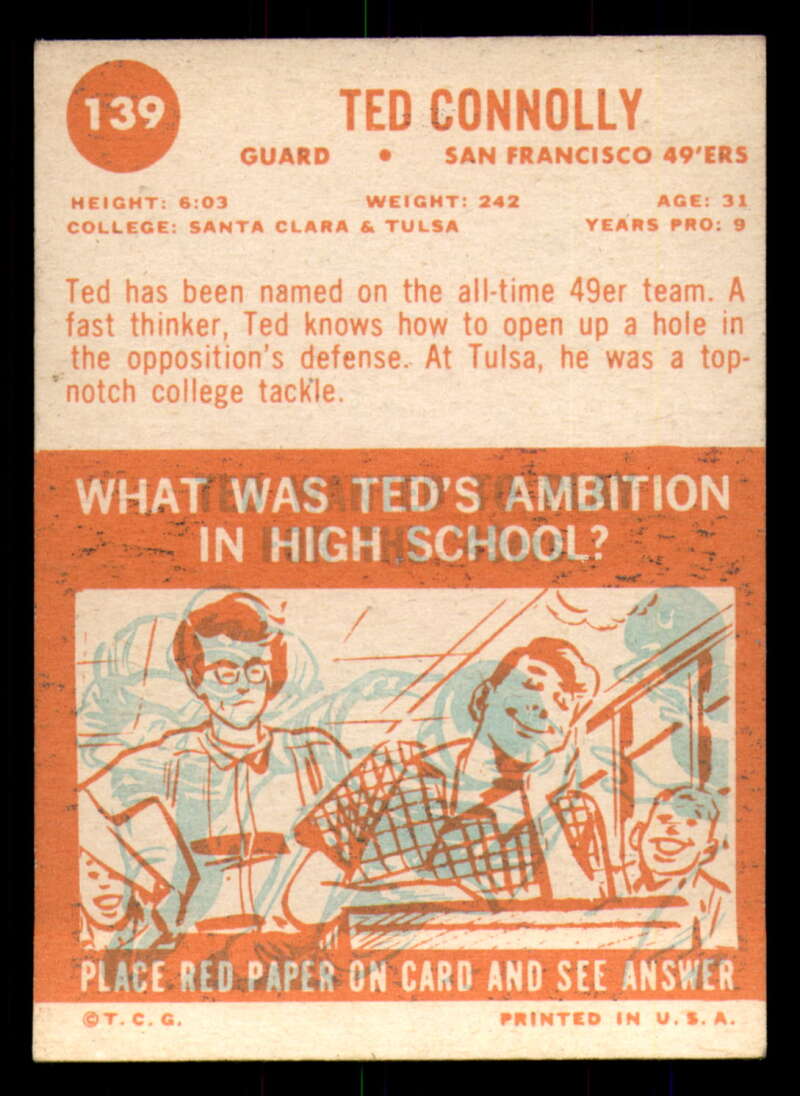 139
TED CONNOLLY
GUARD • SAN FRANCISCO 49'ERS
HEIGHT: 6:03 WEIGHT: 242 AGE: 31
COLLEGE: SANTA CLARA & TULSA YEARS PRO: 9
Ted has been named on the all-time 49er team. A
fast thinker, Ted knows how to open up a hole in
the opposition's defense. At Tulsa, he was a top-
notch college tackle.
WHAT WAS TED'S AMBITION
IN HIGH SCHOOL?
PLACE RED PAPER ON CARD AND SEE ANSWER
© T. C. G. PRINTED IN U. S. A.